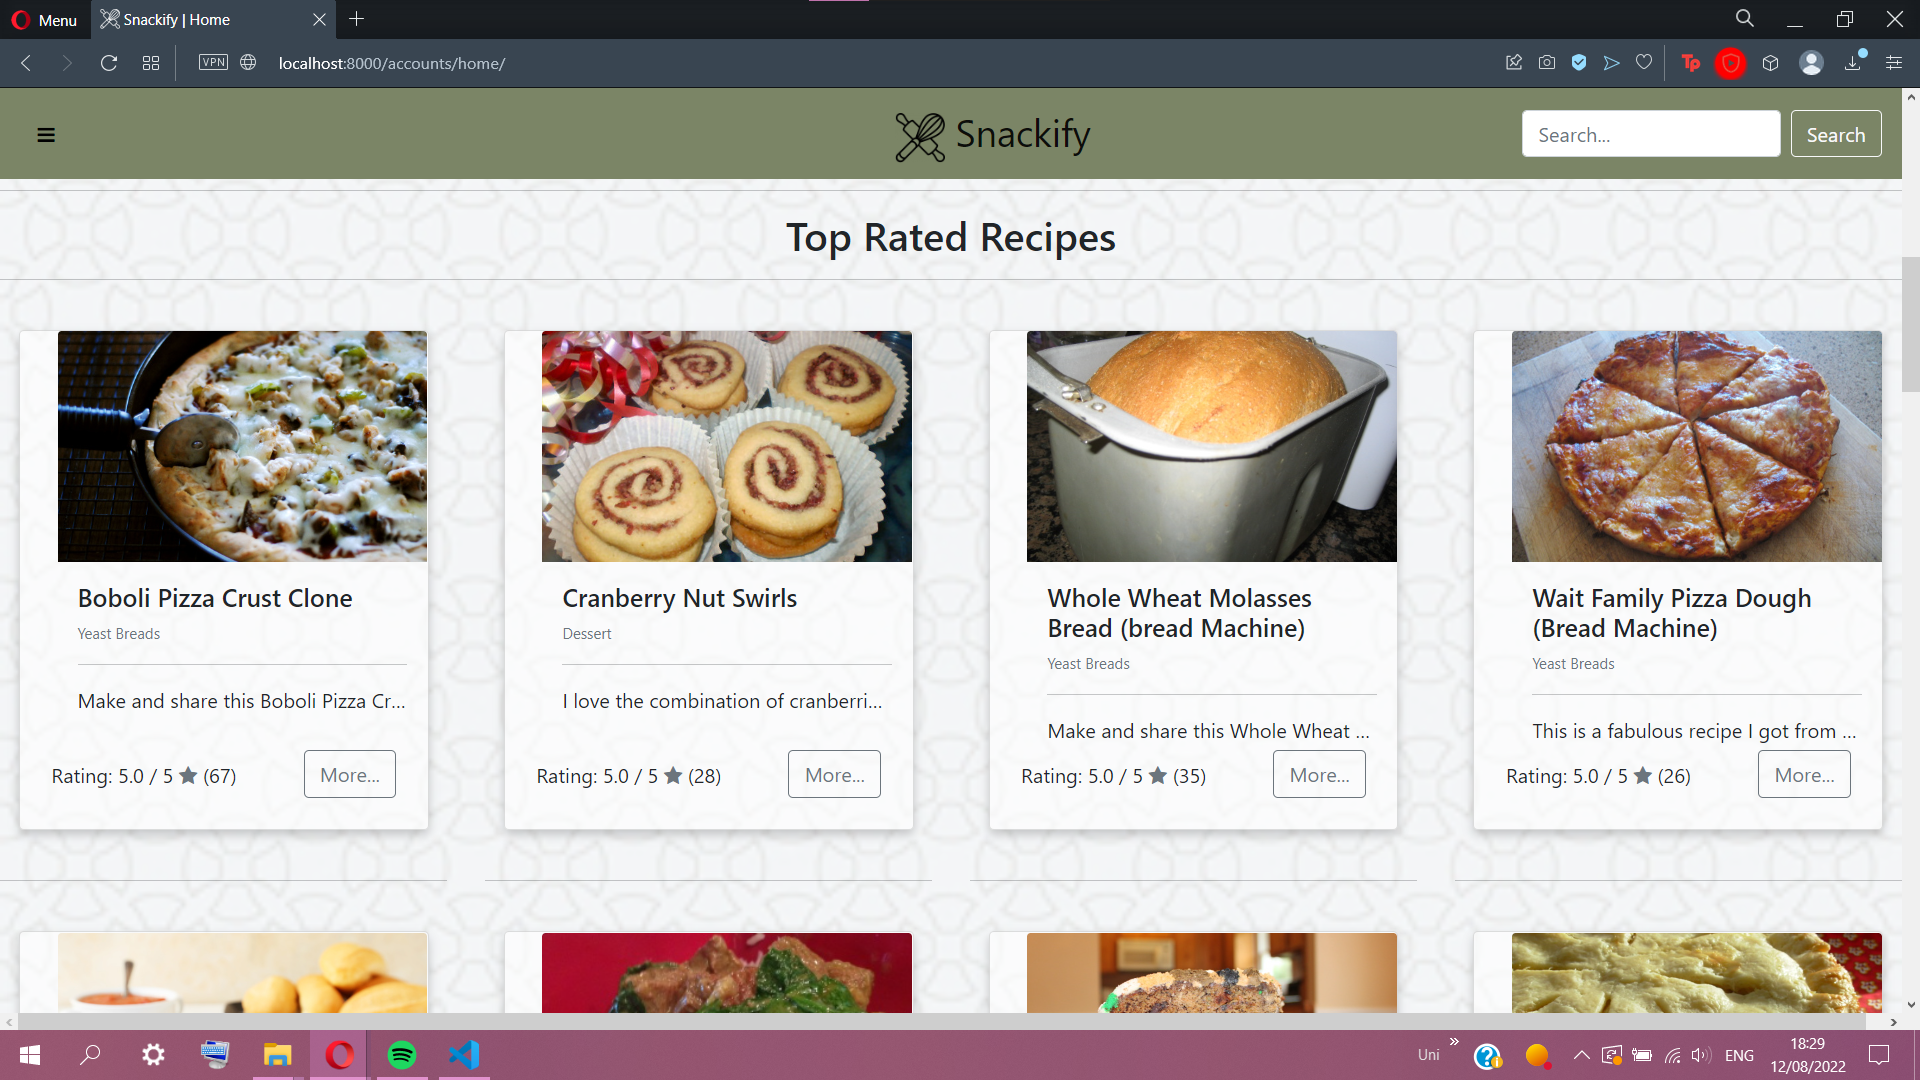 Menu
Snackify | Home
VPN
localhost:8000/accounts/home/
Tp
Snackify
Search...
Search
Top Rated Recipes
Boboli Pizza Crust Clone
Yeast Breads
Make and share this Boboli Pizza Cr...
Rating: 5.0 / 5 (67)
More...
Cranberry Nut Swirls
Dessert
I love the combination of cranberri...
Rating: 5.0 / 5 (28)
More...
Whole Wheat Molasses
Bread (bread Machine)
Yeast Breads
Make and share this Whole Wheat ...
Rating: 5.0 / 5 (35)
More...
Wait Family Pizza Dough
(Bread Machine)
Yeast Breads
This is a fabulous recipe I got from ...
Rating: 5.0 / 5 (26)
More...
Uni
ENG
18:29
12/08/2022